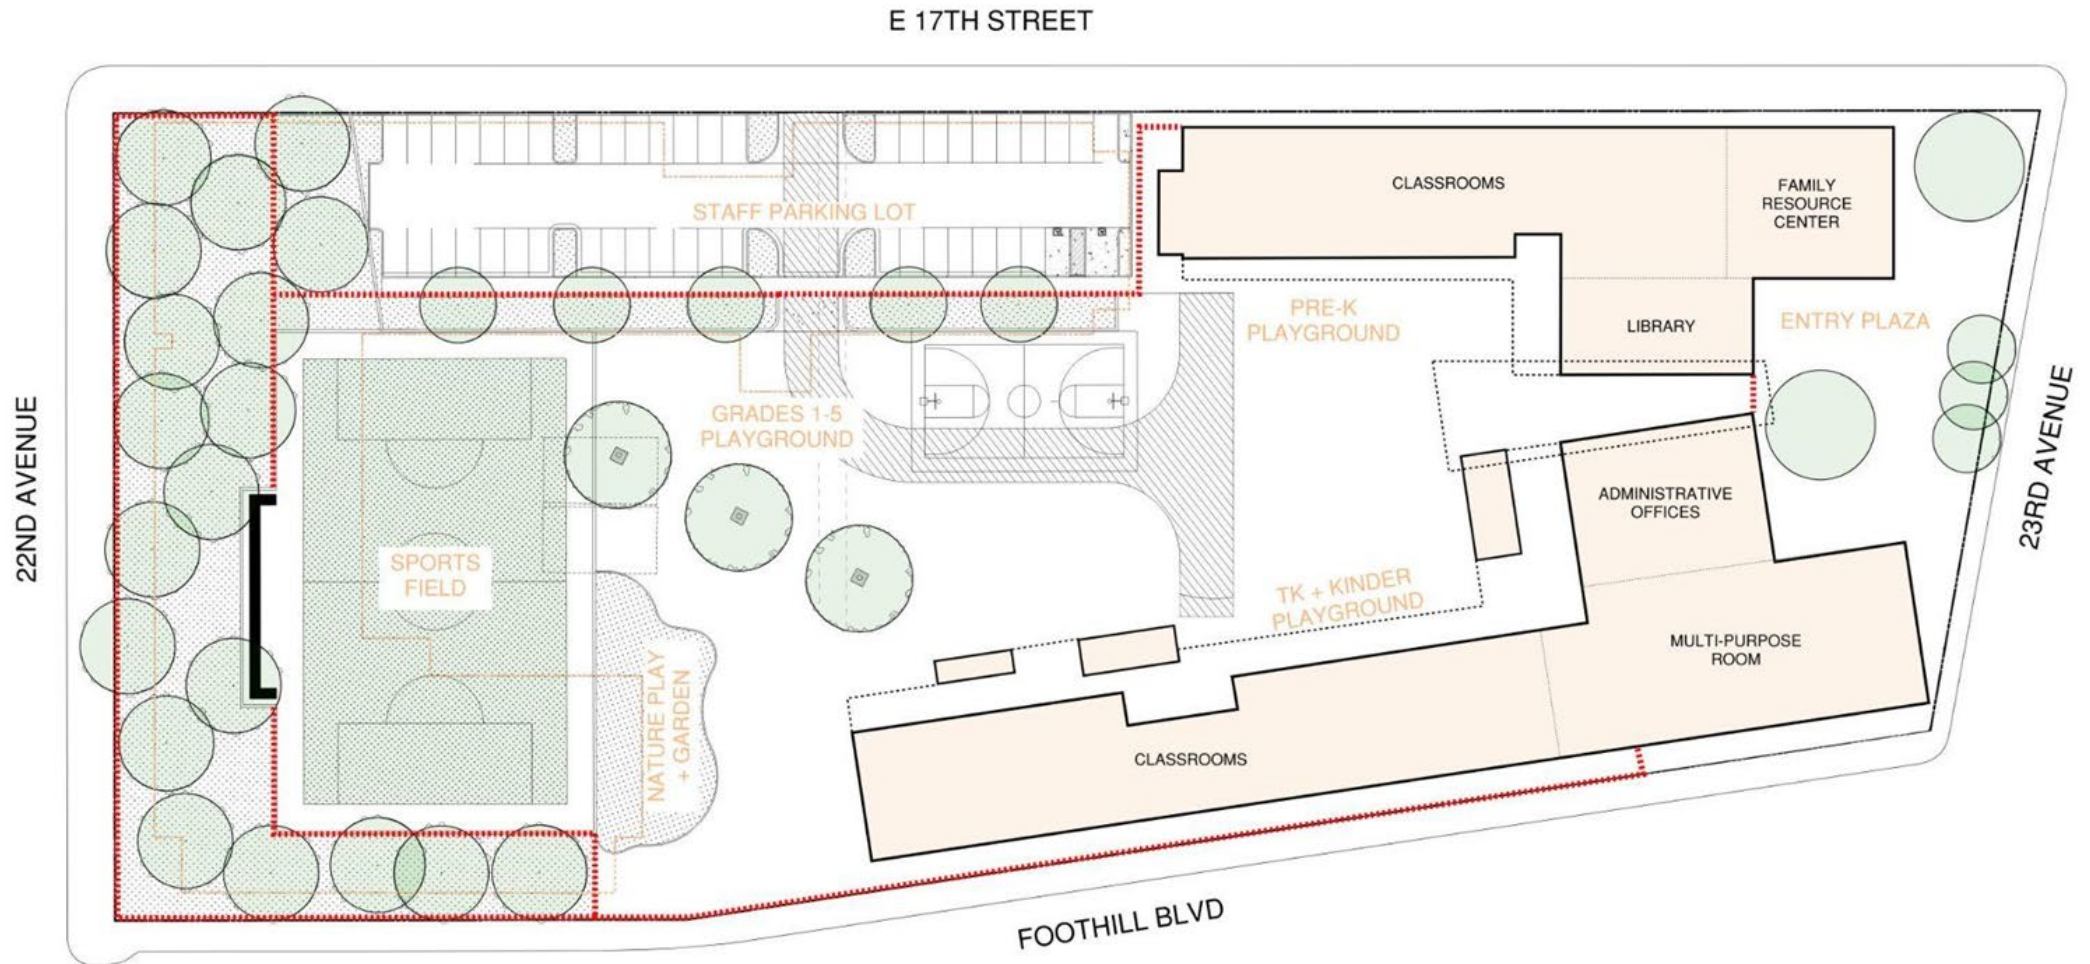 E 17TH STREET
CLASSROOMS
FAMILY
RESOURCE
CENTER
STAFF PARKING LOT
PRE-K
PLAYGROUND
LIBRARY
ENTRY PLAZA
GRADES 1-5
PLAYGROUND
22ND AVENUE
23RD AVENUE
ADMINISTRATIVE
OFFICES
SPORTS
FIELD
TK + KINDER
PLAYGROUND
NATURE PLAY
+ GARDEN
MULTI-PURPOSE
ROOM
CLASSROOMS
FOOTHILL BLVD